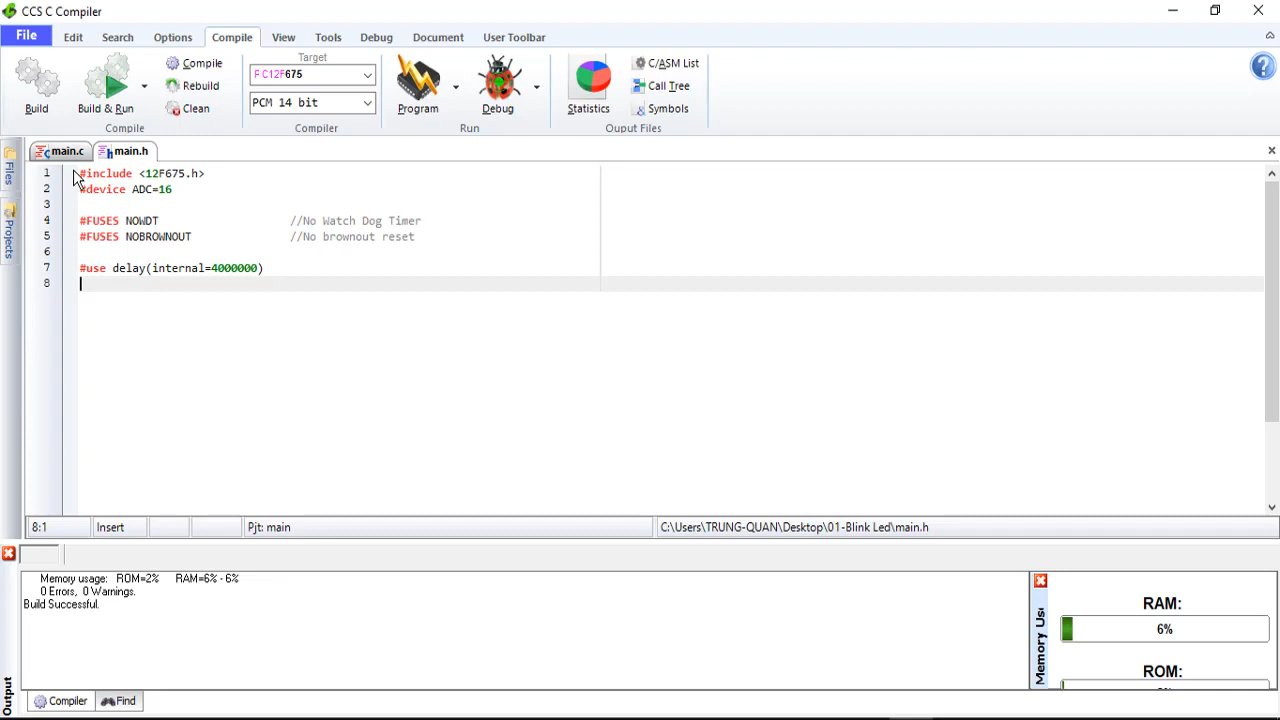 CCS C Compiler
File Edit Search Options Compile View Tools Debug Document User Toolbar
Build
Build & Run
Compile
Rebuild
Clean
Compile
Target
PIC12F675
PCM 14 bit
Compiler
Program
Debug
Run
Statistics
C/ASM List
Call Tree
Symbols
Ouput Files
Files
Projects
main.c main.h
1 #include <12F675.h>
2 #device ADC=16
3
4 #FUSES NOWDT //No Watch Dog Timer
5 #FUSES NOBROWNOUT //No brownout reset
6
7 #use delay(internal=4000000)
8
8:1 Insert Pjt: main C:\Users\TRUNG-QUAN\Desktop\01-Blink Led\main.h
Memory usage: ROM=2% RAM=6% - 6%
0 Errors, 0 Warnings.
Build Successful.
Output
Compiler Find
RAM:
6%
ROM: